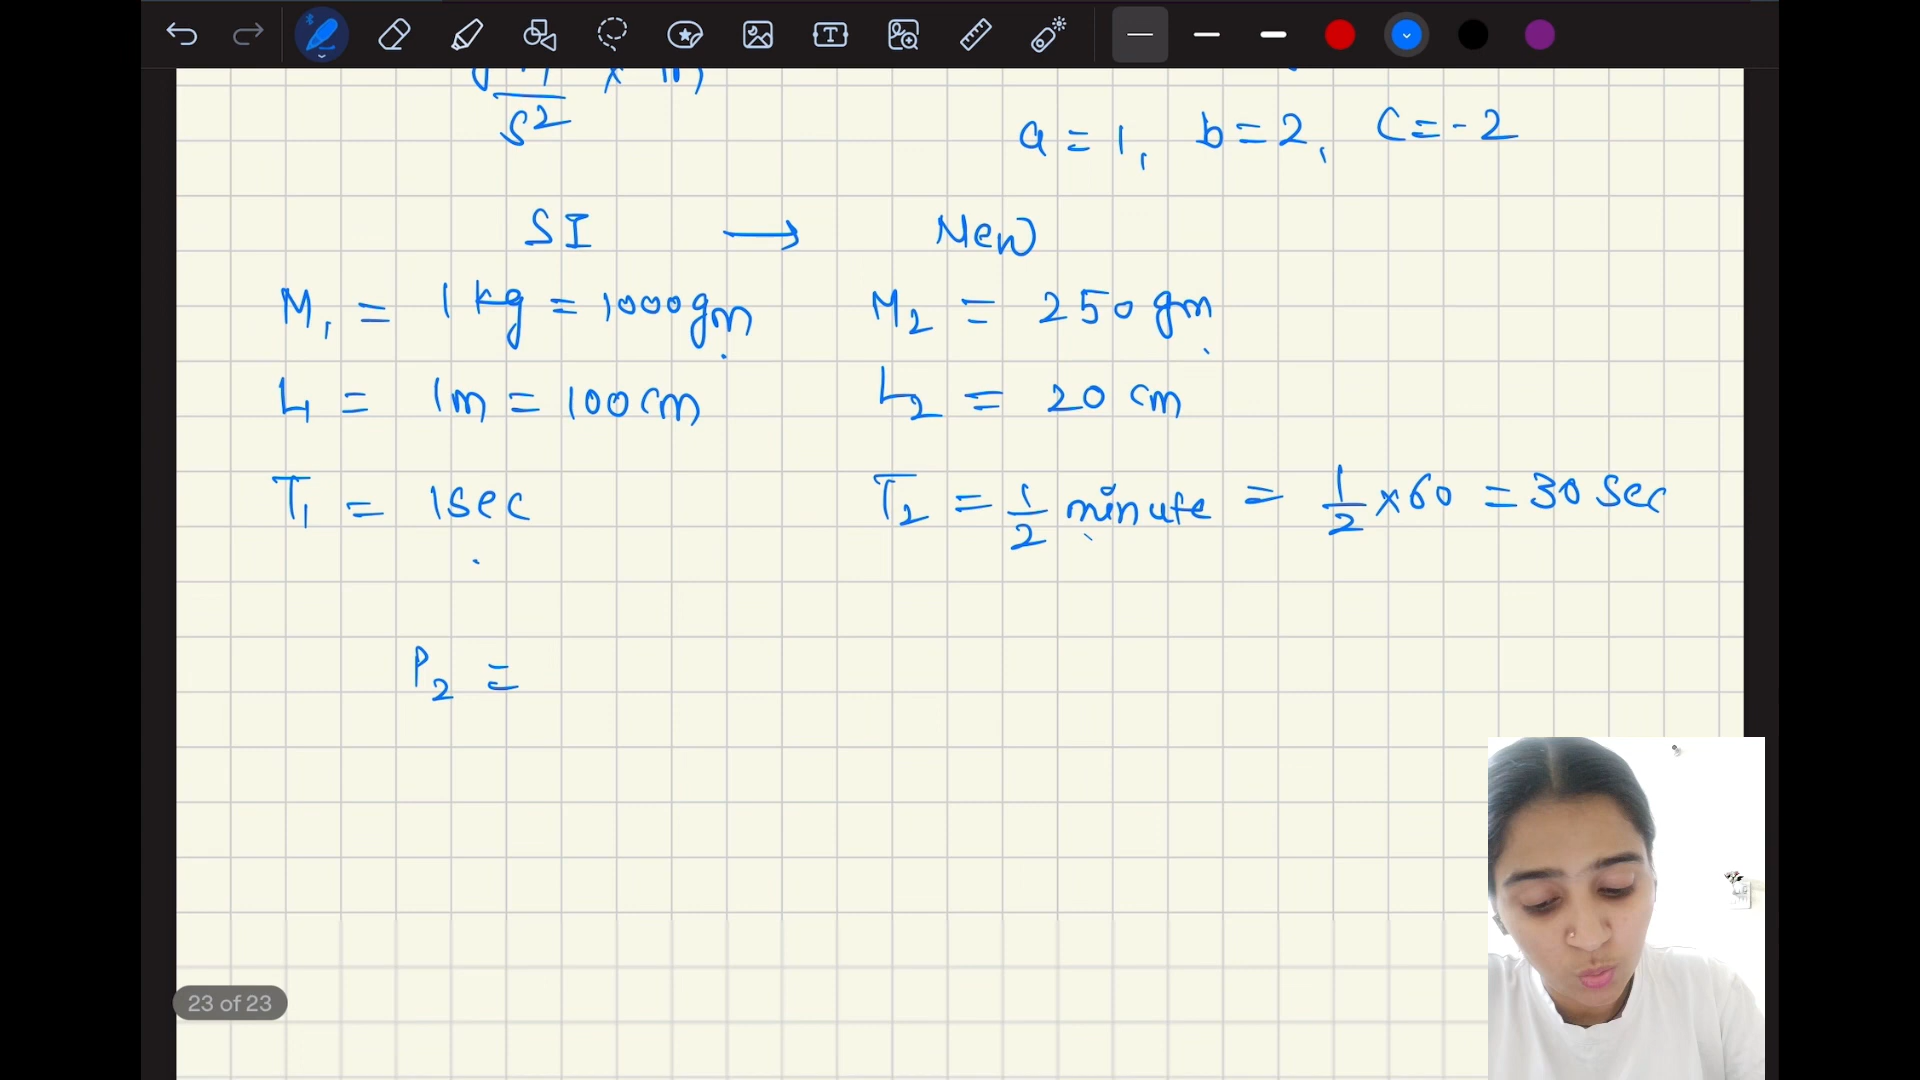 s²
a = 1, b = 2, c = -2
SI → New
M₁ = 1 kg = 1000 gm M₂ = 250 gm
L₁ = 1m = 100 cm L₂ = 20 cm
T₁ = 1 sec T₂ = 1/2 minute = 1/2 × 60 = 30 sec
P₂ =
23 of 23